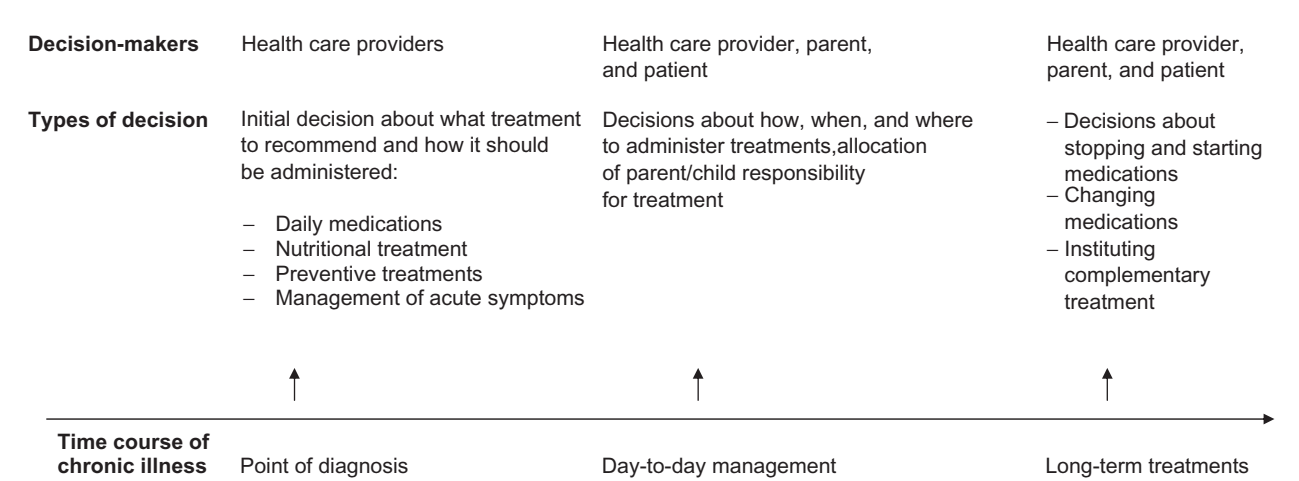 Decision-makers
Health care providers
Health care provider, parent,
and patient
Health care provider,
parent, and patient
Types of decision
Initial decision about what treatment
to recommend and how it should
be administered:
– Daily medications
– Nutritional treatment
– Preventive treatments
– Management of acute symptoms
Decisions about how, when, and where
to administer treatments,allocation
of parent/child responsibility
for treatment
– Decisions about
stopping and starting
medications
– Changing
medications
– Instituting
complementary
treatment
Time course of
chronic illness
Point of diagnosis
Day-to-day management
Long-term treatments